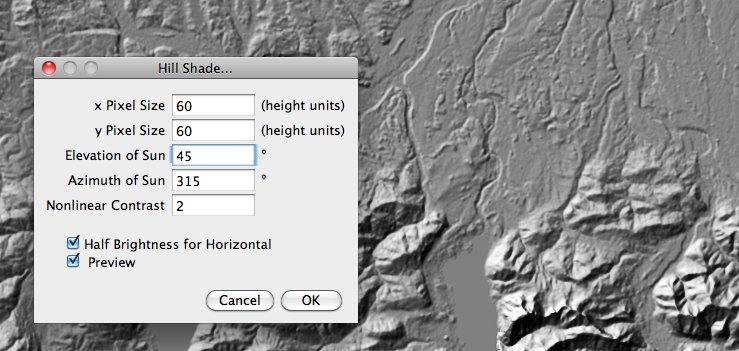 Hill Shade...
x Pixel Size 60 (height units)
y Pixel Size 60 (height units)
Elevation of Sun 45 °
Azimuth of Sun 315 °
Nonlinear Contrast 2
Half Brightness for Horizontal
Preview
Cancel OK